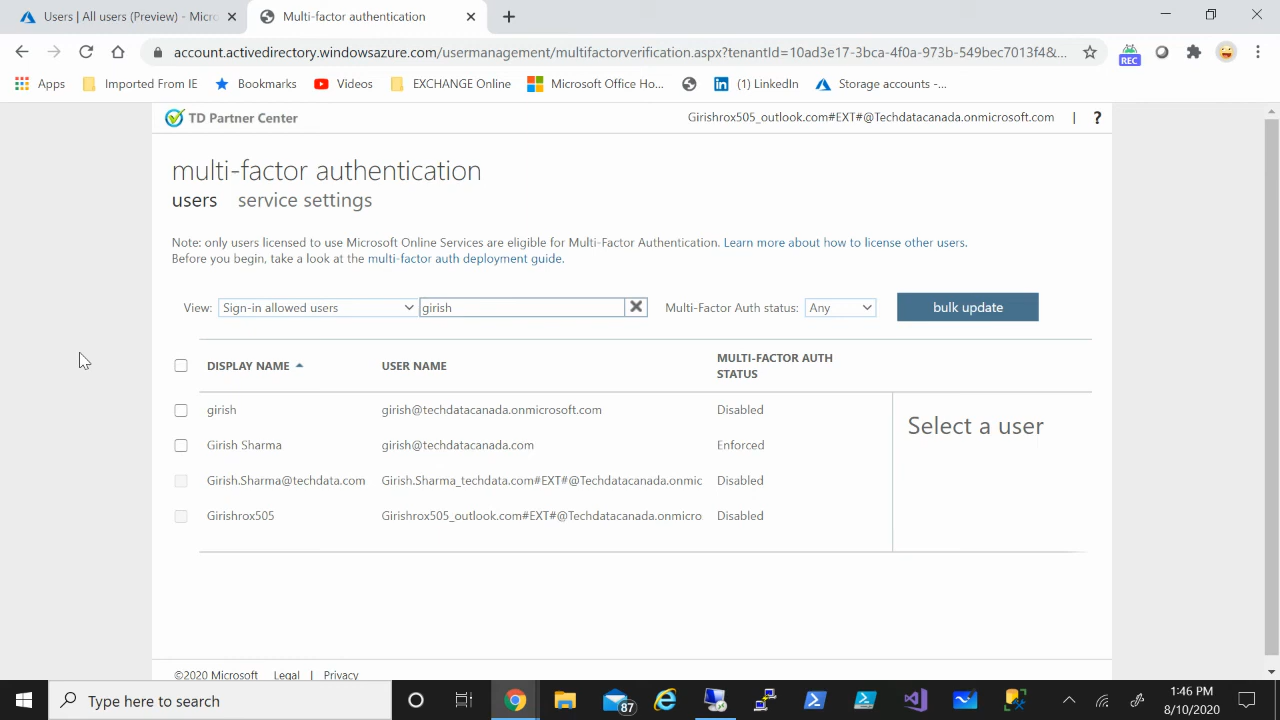 Users | All users (Preview) - Micro
Multi-factor authentication
account.activedirectory.windowsazure.com/usermanagement/multifactorverification.aspx?tenantId=10ad3e17-3bca-4f0a-973b-549bec7013f4&...
REC
Apps
Imported From IE
Bookmarks
Videos
EXCHANGE Online
Microsoft Office Ho...
(1) LinkedIn
Storage accounts -...
TD Partner Center
Girishrox505_outlook.com#EXT#@Techdatacanada.onmicrosoft.com | ?
multi-factor authentication
users service settings
Note: only users licensed to use Microsoft Online Services are eligible for Multi-Factor Authentication. Learn more about how to license other users.
Before you begin, take a look at the multi-factor auth deployment guide.
View: Sign-in allowed users girish Multi-Factor Auth status: Any bulk update
DISPLAY NAME USER NAME MULTI-FACTOR AUTH STATUS
girish girish@techdatacanada.onmicrosoft.com Disabled
Select a user
Girish Sharma girish@techdatacanada.com Enforced
Girish.Sharma@techdata.com Girish.Sharma_techdata.com#EXT#@Techdatacanada.onmic Disabled
Girishrox505 Girishrox505_outlook.com#EXT#@Techdatacanada.onmicro Disabled
©2020 Microsoft Legal | Privacy
Type here to search
87
1:46 PM
8/10/2020